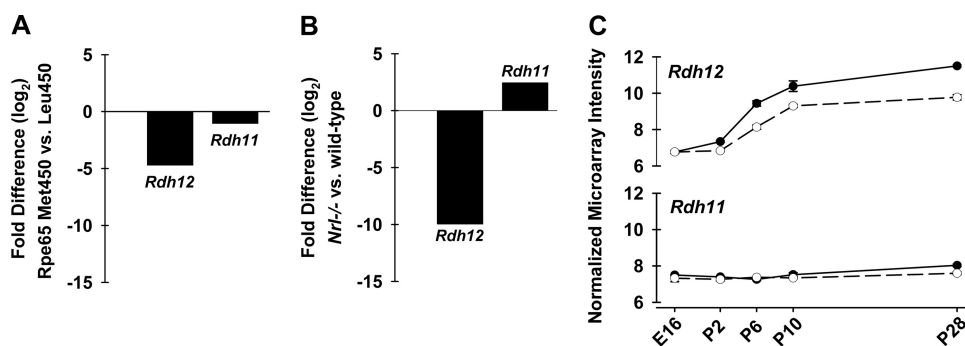 A
Fold Difference (log2)
Rpe65 Met450 vs. Leu450
5
0
-5
-10
-15
Rdh12
Rdh11
B
Fold Difference (log2)
Nrl-/- vs. wild-type
5
0
-5
-10
-15
Rdh11
Rdh12
C
Normalized Microarray Intensity
12
10
8
6
Rdh12
12
10
8
6
Rdh11
E16
P2
P6
P10
P28